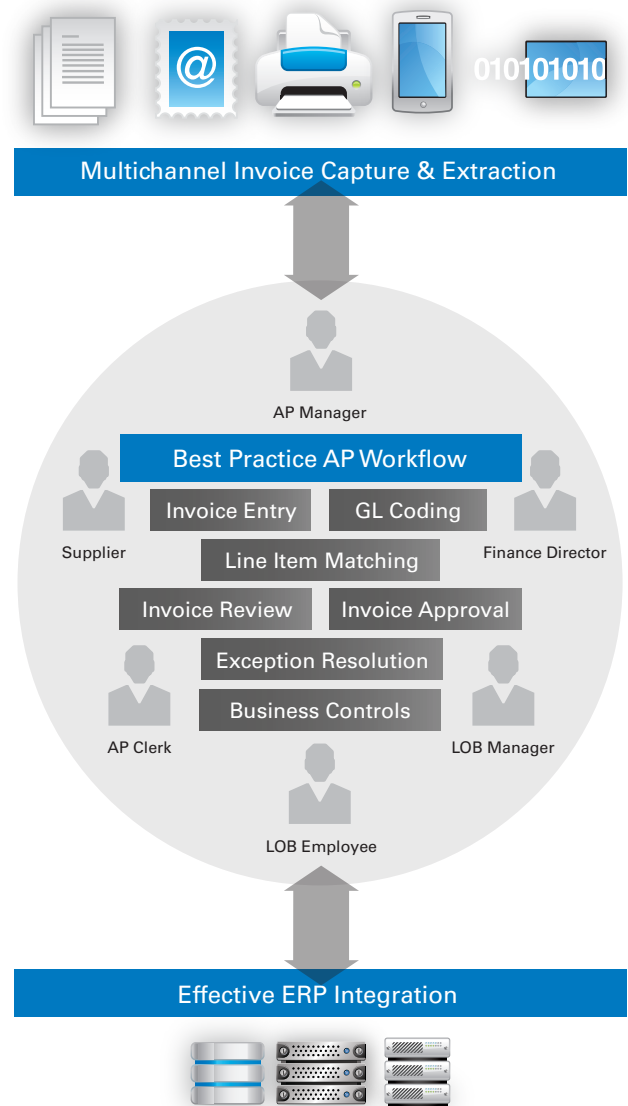 @
010101010
Multichannel Invoice Capture & Extraction
AP Manager
Best Practice AP Workflow
Invoice Entry
GL Coding
Supplier
Finance Director
Line Item Matching
Invoice Review
Invoice Approval
Exception Resolution
AP Clerk
LOB Manager
Business Controls
LOB Employee
Effective ERP Integration